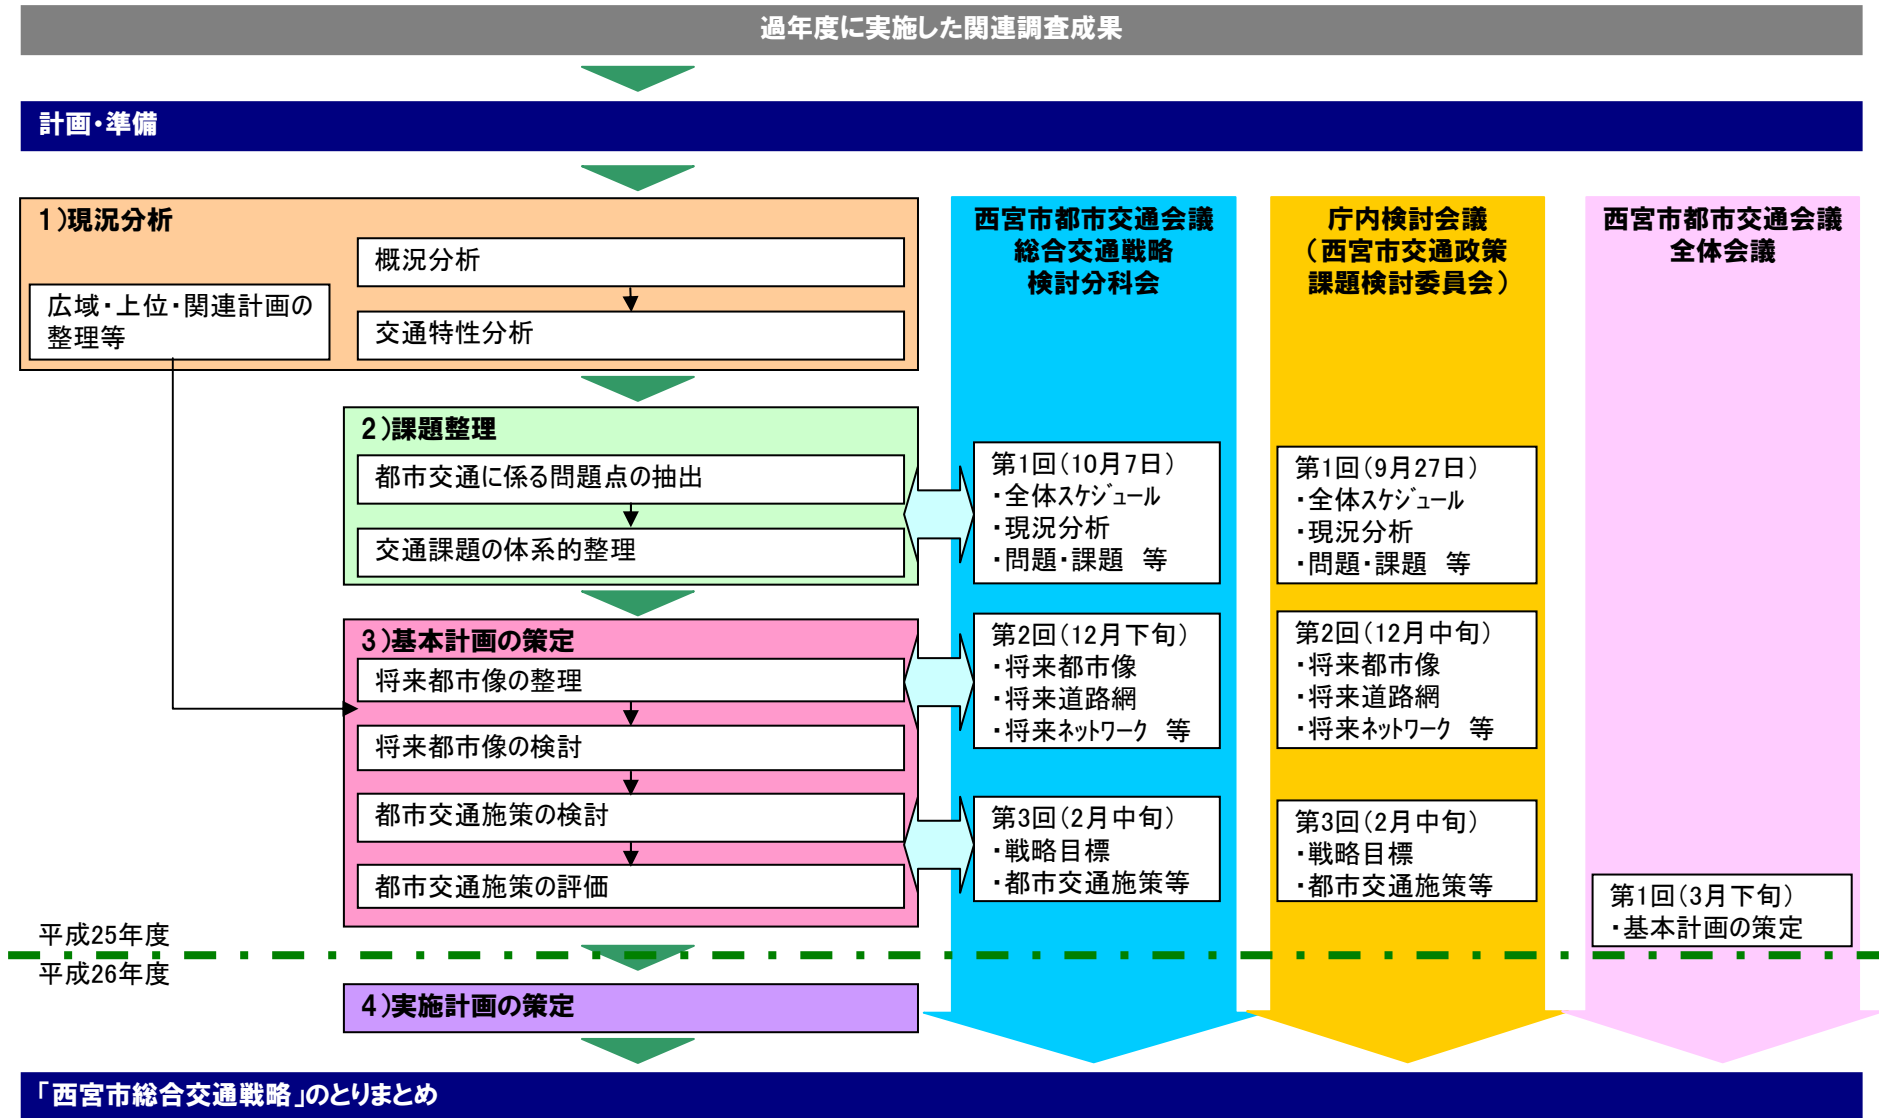 過年度に実施した関連調査成果
計画・準備
1)現況分析
概況分析
広域・上位・関連計画の
整理等
交通特性分析
2)課題整理
都市交通に係る問題点の抽出
交通課題の体系的整理
3)基本計画の策定
将来都市像の整理
将来都市像の検討
都市交通施策の検討
都市交通施策の評価
平成25年度
平成26年度
4)実施計画の策定
西宮市都市交通会議
総合交通戦略
検討分科会
第1回(10月7日)
・全体スケジュール
・現況分析
・問題・課題 等
第2回(12月下旬)
・将来都市像
・将来道路網
・将来ネットワーク 等
第3回(2月中旬)
・戦略目標
・都市交通施策等
庁内検討会議
(西宮市交通政策
課題検討委員会)
第1回(9月27日)
・全体スケジュール
・現況分析
・問題・課題 等
第2回(12月中旬)
・将来都市像
・将来道路網
・将来ネットワーク 等
第3回(2月中旬)
・戦略目標
・都市交通施策等
西宮市都市交通会議
全体会議
第1回(3月下旬)
・基本計画の策定
「西宮市総合交通戦略」のとりまとめ